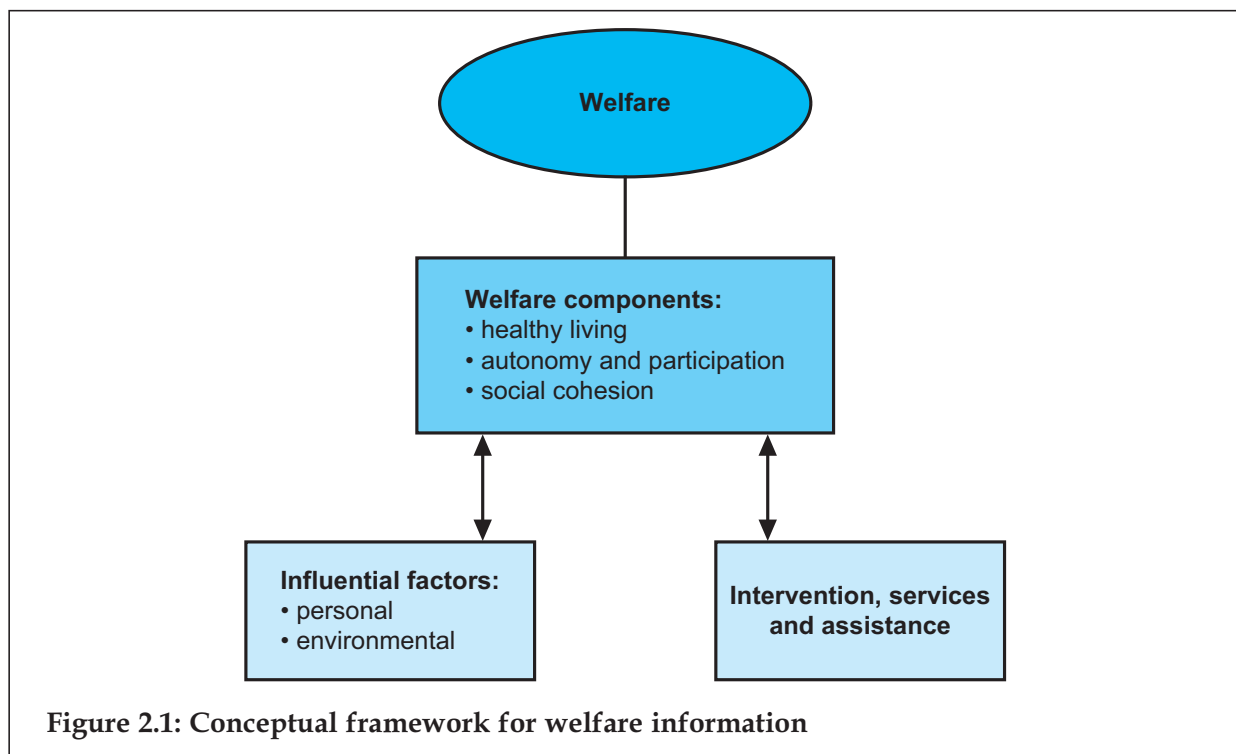 Welfare
Welfare components:
• healthy living
• autonomy and participation
• social cohesion
Influential factors:
• personal
• environmental
Intervention, services
and assistance
Figure 2.1: Conceptual framework for welfare information